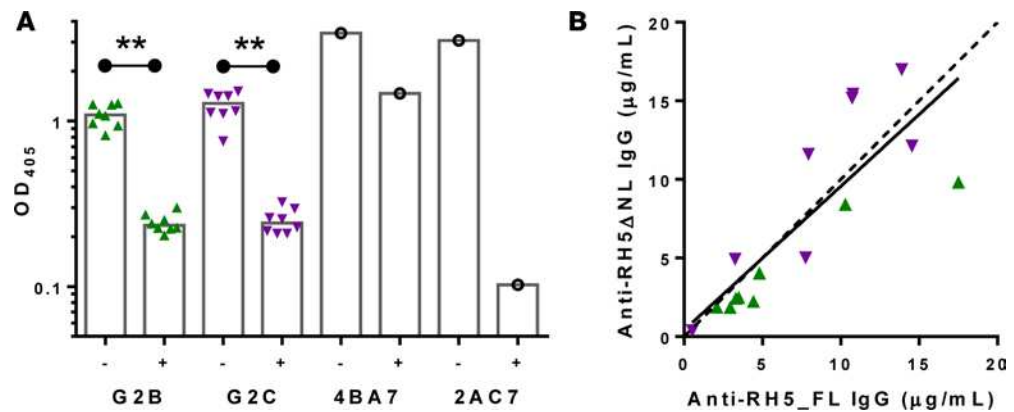 A
**
**
OD405
1
0.1
- + - + - + - +
G2B G2C 4BA7 2AC7
B
Anti-RH5ΔNL IgG (μg/mL)
20
15
10
5
0
0 5 10 15 20
Anti-RH5_FL IgG (μg/mL)